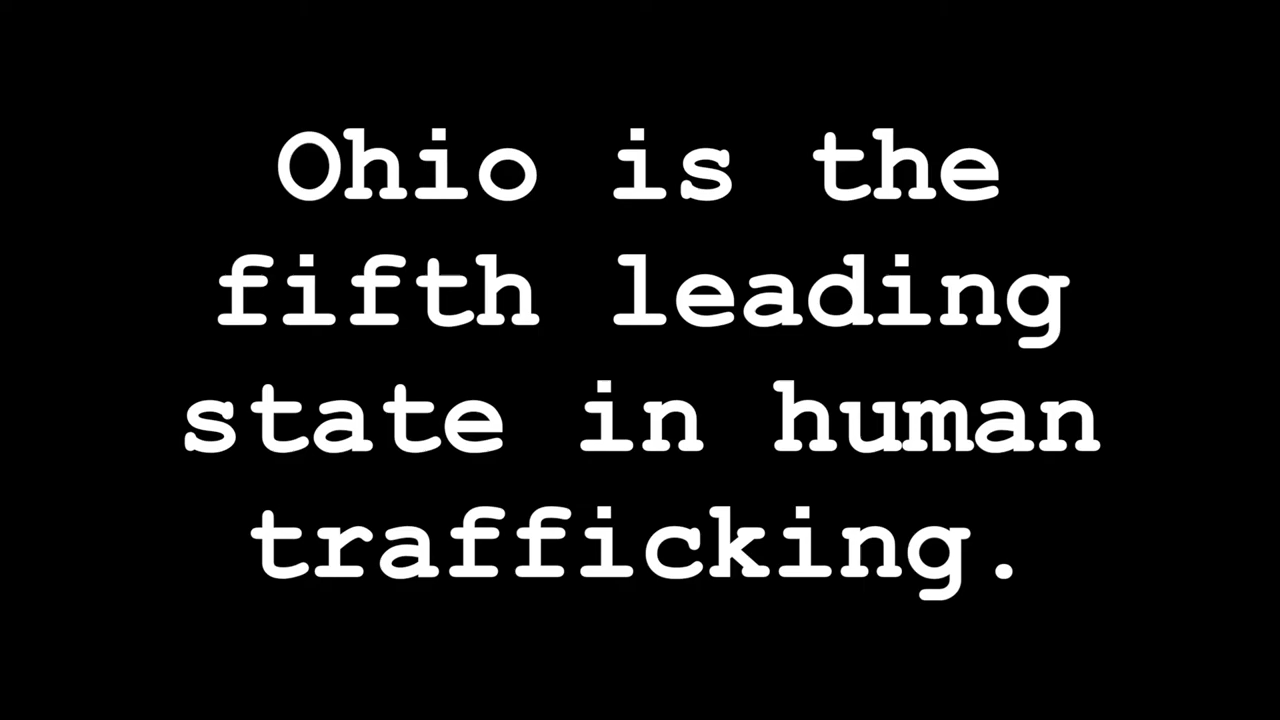 Ohio is the
fifth leading
state in human
trafficking.